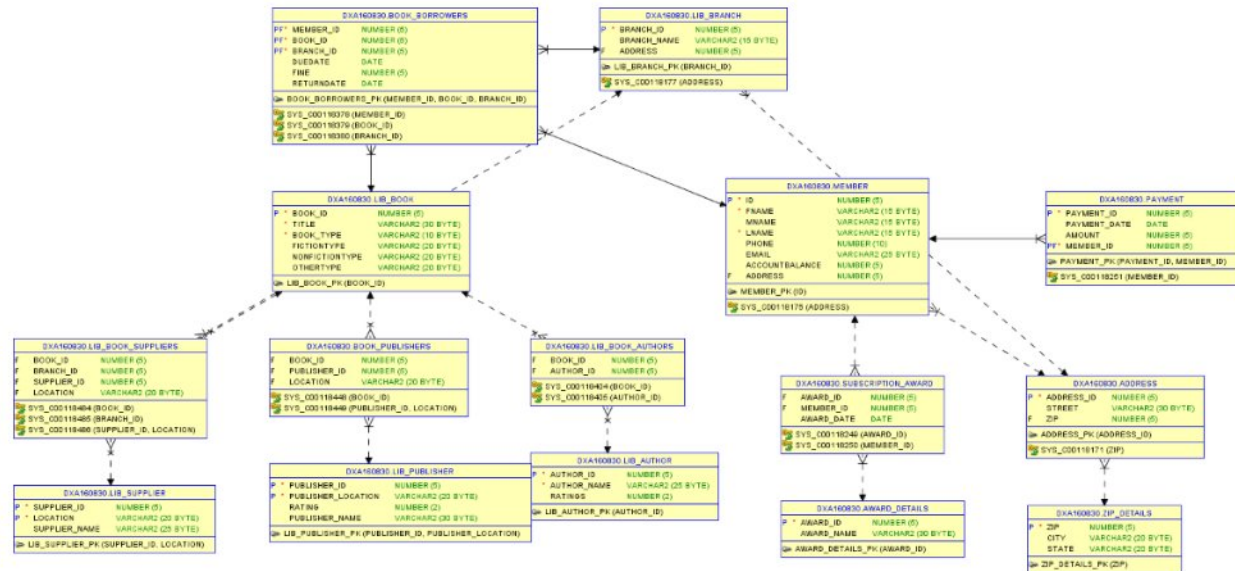 DXA160830.BOOK_BORROWERS
PF* MEMBER_ID NUMBER (5)
PF* BOOK_ID NUMBER (5)
PF* BRANCH_ID NUMBER (5)
DUEDATE DATE
FINE NUMBER (5)
RETURNDATE DATE
BOOK_BORROWERS_PK (MEMBER_ID, BOOK_ID, BRANCH_ID)
SYS_C00118378 (MEMBER_ID)
SYS_C00118379 (BOOK_ID)
SYS_C00118380 (BRANCH_ID)
DXA160830.LIB_BRANCH
P * BRANCH_ID NUMBER (5)
BRANCH_NAME VARCHAR2 (15 BYTE)
F ADDRESS NUMBER (5)
LIB_BRANCH_PK (BRANCH_ID)
SYS_C00118177 (ADDRESS)
DXA160830.LIB_BOOK
P * BOOK_ID NUMBER (5)
* TITLE VARCHAR2 (30 BYTE)
* BOOK_TYPE VARCHAR2 (10 BYTE)
FICTIONTYPE VARCHAR2 (20 BYTE)
NONFICTIONTYPE VARCHAR2 (20 BYTE)
OTHERTYPE VARCHAR2 (20 BYTE)
LIB_BOOK_PK (BOOK_ID)
DXA160830.MEMBER
P * ID NUMBER (5)
* FNAME VARCHAR2 (15 BYTE)
MNAME VARCHAR2 (15 BYTE)
* LNAME VARCHAR2 (15 BYTE)
PHONE NUMBER (10)
EMAIL VARCHAR2 (25 BYTE)
ACCOUNTBALANCE NUMBER (5)
F ADDRESS NUMBER (5)
MEMBER_PK (ID)
SYS_C00118175 (ADDRESS)
DXA160830.PAYMENT
P * PAYMENT_ID NUMBER (5)
PAYMENT_DATE DATE
AMOUNT NUMBER (5)
PF* MEMBER_ID NUMBER (5)
PAYMENT_PK (PAYMENT_ID, MEMBER_ID)
SYS_C00118251 (MEMBER_ID)
DXA160830.LIB_BOOK_SUPPLIERS
F BOOK_ID NUMBER (5)
F BRANCH_ID NUMBER (5)
F SUPPLIER_ID NUMBER (5)
F LOCATION VARCHAR2 (20 BYTE)
SYS_C00118484 (BOOK_ID)
SYS_C00118485 (BRANCH_ID)
SYS_C00118486 (SUPPLIER_ID, LOCATION)
DXA160830.BOOK_PUBLISHERS
F BOOK_ID NUMBER (5)
F PUBLISHER_ID NUMBER (5)
F LOCATION VARCHAR2 (20 BYTE)
SYS_C00118448 (BOOK_ID)
SYS_C00118449 (PUBLISHER_ID, LOCATION)
DXA160830.LIB_BOOK_AUTHORS
F BOOK_ID NUMBER (5)
F AUTHOR_ID NUMBER (5)
SYS_C00118404 (BOOK_ID)
SYS_C00118405 (AUTHOR_ID)
DXA160830.SUBSCRIPTION_AWARD
F AWARD_ID NUMBER (5)
F MEMBER_ID NUMBER (5)
AWARD_DATE DATE
SYS_C00118249 (AWARD_ID)
SYS_C00118250 (MEMBER_ID)
DXA160830.ADDRESS
P * ADDRESS_ID NUMBER (5)
STREET VARCHAR2 (30 BYTE)
F ZIP NUMBER (5)
ADDRESS_PK (ADDRESS_ID)
SYS_C00118171 (ZIP)
DXA160830.LIB_SUPPLIER
P * SUPPLIER_ID NUMBER (5)
P * LOCATION VARCHAR2 (20 BYTE)
SUPPLIER_NAME VARCHAR2 (25 BYTE)
LIB_SUPPLIER_PK (SUPPLIER_ID, LOCATION)
DXA160830.LIB_PUBLISHER
P * PUBLISHER_ID NUMBER (5)
P * PUBLISHER_LOCATION VARCHAR2 (20 BYTE)
RATING NUMBER (2)
PUBLISHER_NAME VARCHAR2 (30 BYTE)
LIB_PUBLISHER_PK (PUBLISHER_ID, PUBLISHER_LOCATION)
DXA160830.LIB_AUTHOR
P * AUTHOR_ID NUMBER (5)
* AUTHOR_NAME VARCHAR2 (25 BYTE)
RATINGS NUMBER (2)
LIB_AUTHOR_PK (AUTHOR_ID)
DXA160830.AWARD_DETAILS
P * AWARD_ID NUMBER (5)
AWARD_NAME VARCHAR2 (30 BYTE)
AWARD_DETAILS_PK (AWARD_ID)
DXA160830.ZIP_DETAILS
P * ZIP NUMBER (5)
CITY VARCHAR2 (20 BYTE)
STATE VARCHAR2 (20 BYTE)
ZIP_DETAILS_PK (ZIP)